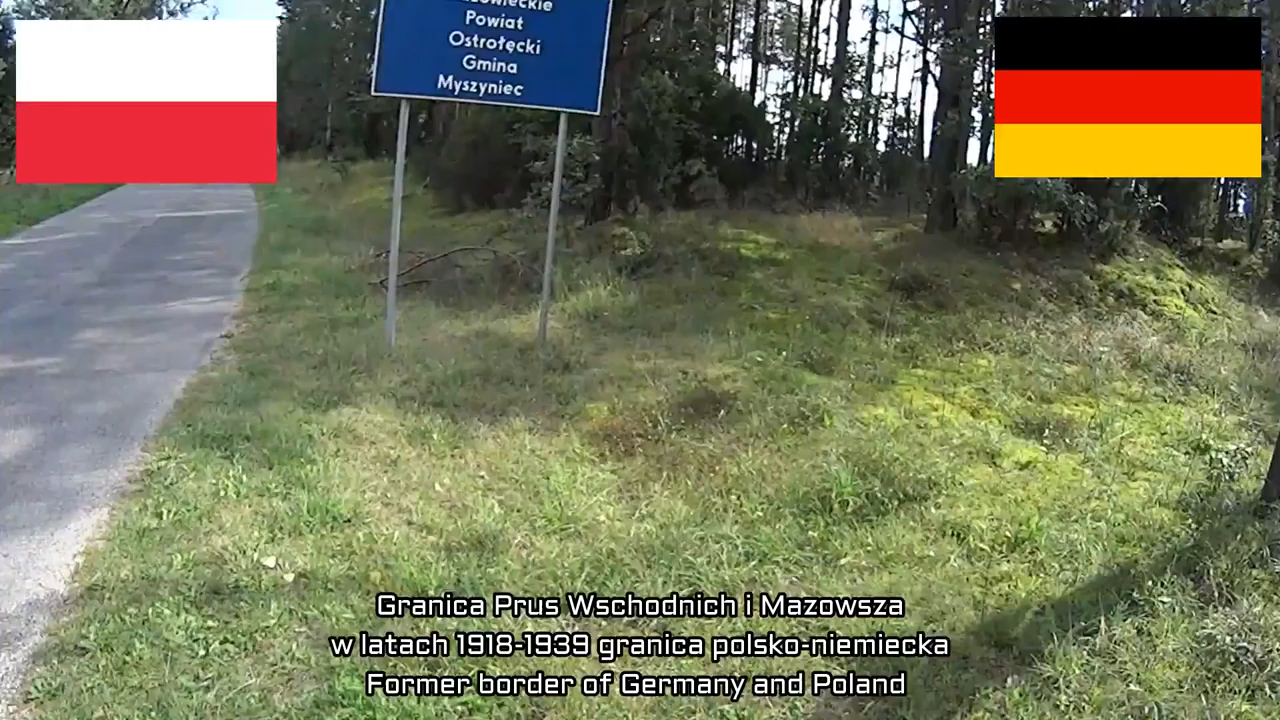 Powiat
Ostrołęcki
Gmina
Myszyniec
Granica Prus Wschodnich i Mazowsza
w latach 1918-1939 granica polsko-niemiecka
Former border of Germany and Poland